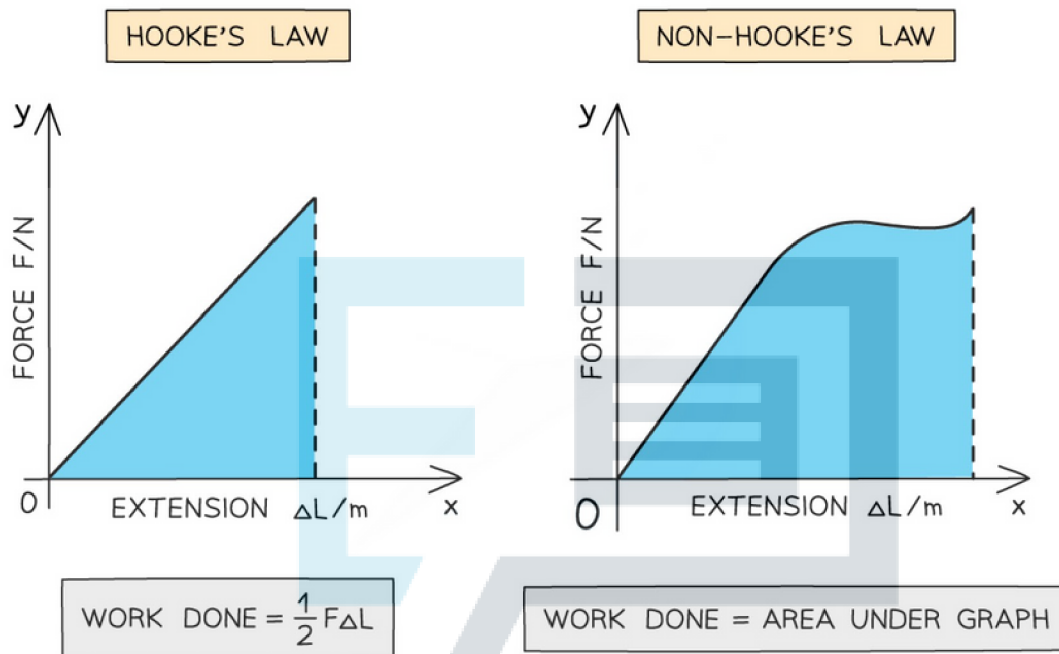 HOOKE'S LAW
y
FORCE F/N
0
EXTENSION ΔL/m
x
WORK DONE = 1/2 FΔL
NON-HOOKE'S LAW
y
FORCE F/N
0
EXTENSION ΔL/m
x
WORK DONE = AREA UNDER GRAPH